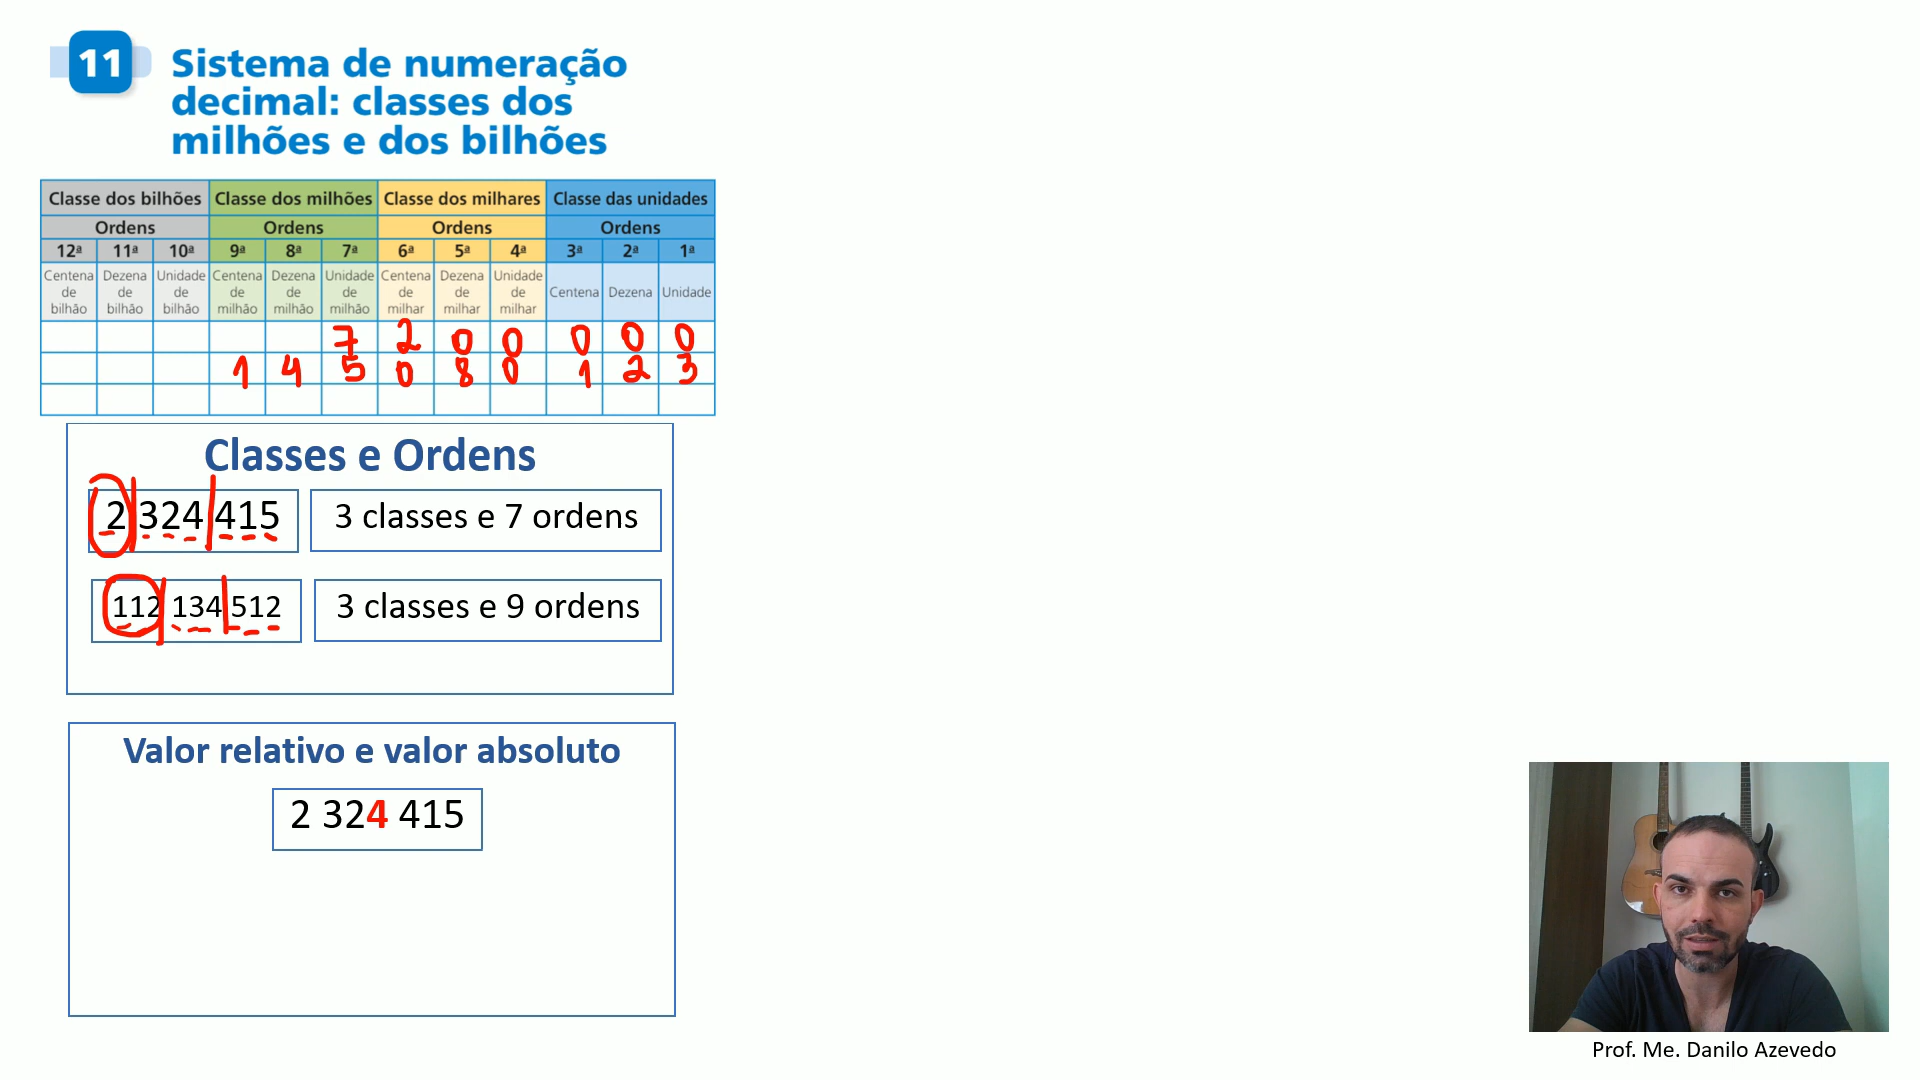 11
Sistema de numeração
decimal: classes dos
milhões e dos bilhões
Classe dos bilhões Classe dos milhões Classe dos milhares Classe das unidades
Ordens Ordens Ordens Ordens
12ª 11ª 10ª 9ª 8ª 7ª 6ª 5ª 4ª 3ª 2ª 1ª
Centena de bilhão Dezena de bilhão Unidade de bilhão Centena de milhão Dezena de milhão Unidade de milhão Centena de milhar Dezena de milhar Unidade de milhar Centena Dezena Unidade
7 2 0 0 0 0 0
1 4 5 0 8 0 1 2 3
Classes e Ordens
2 324 415 3 classes e 7 ordens
112 134 512 3 classes e 9 ordens
Valor relativo e valor absoluto
2 324 415
Prof. Me. Danilo Azevedo